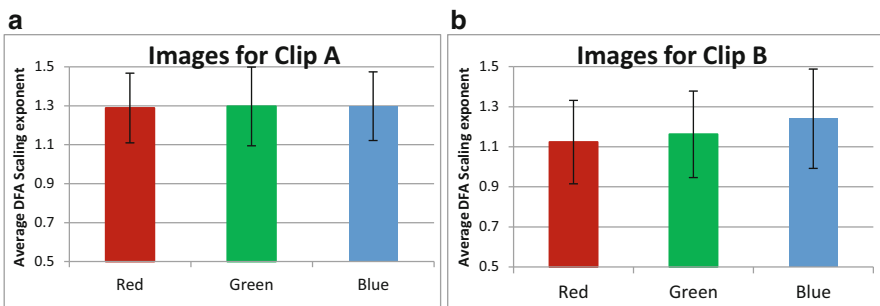 a
Images for Clip A
Average DFA Scaling exponent
1.5
1.3
1.1
0.9
0.7
0.5
Red
Green
Blue
b
Images for Clip B
Average DFA Scaling exponent
1.5
1.3
1.1
0.9
0.7
0.5
Red
Green
Blue